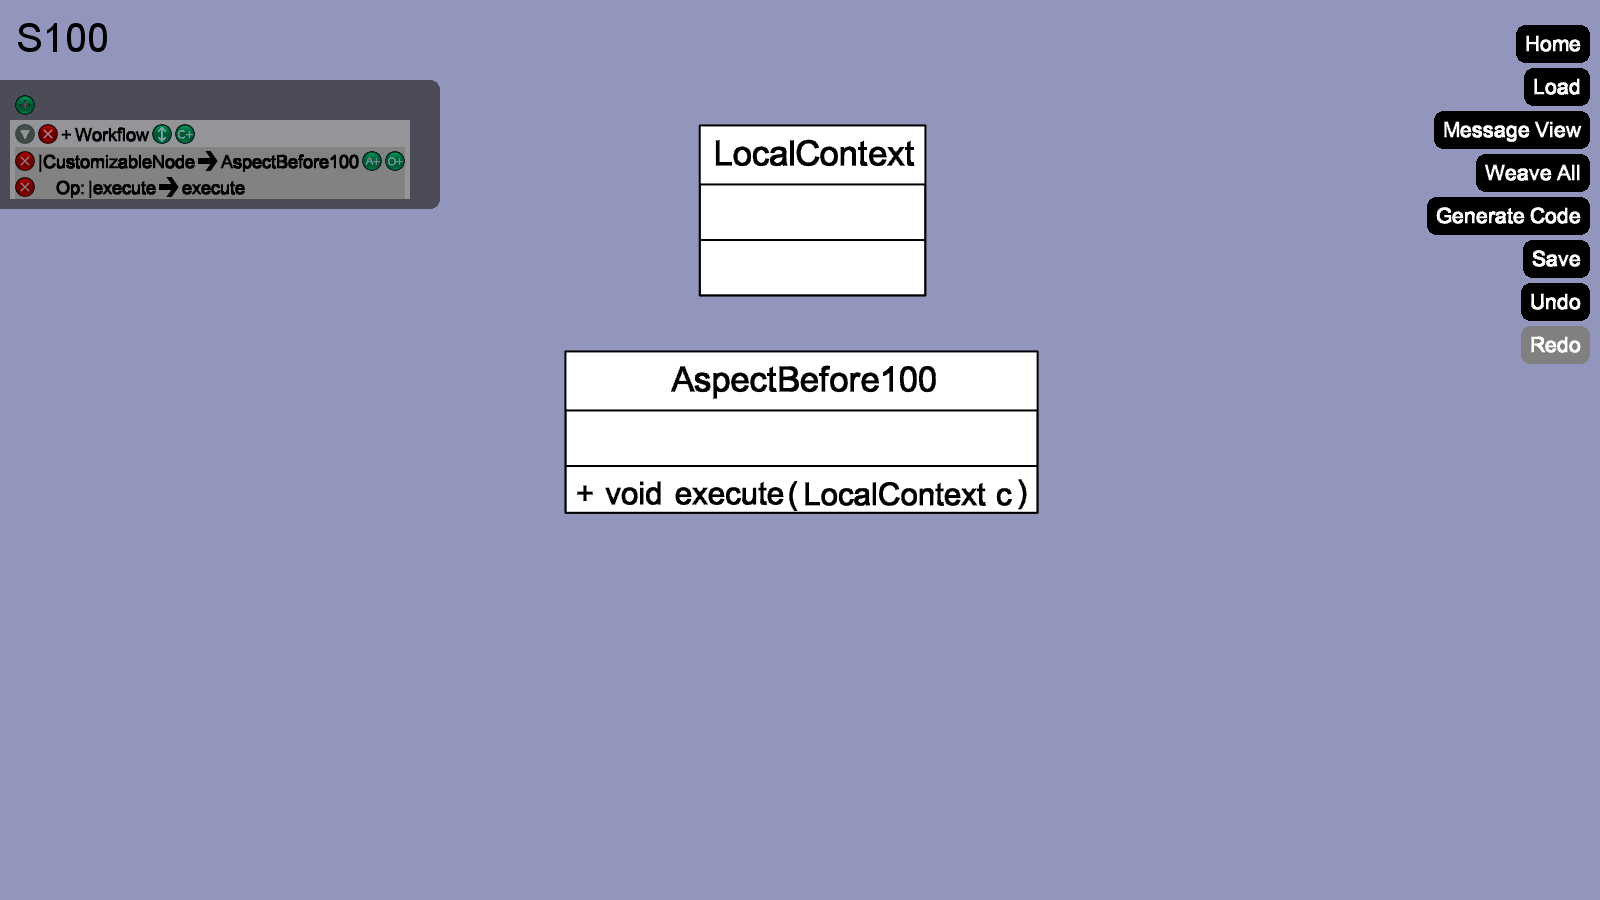 S100
+ Workflow C+
|CustomizableNode → AspectBefore100 A+ O+
Op: |execute → execute
LocalContext
AspectBefore100
+ void execute(LocalContext c)
Home
Load
Message View
Weave All
Generate Code
Save
Undo
Redo